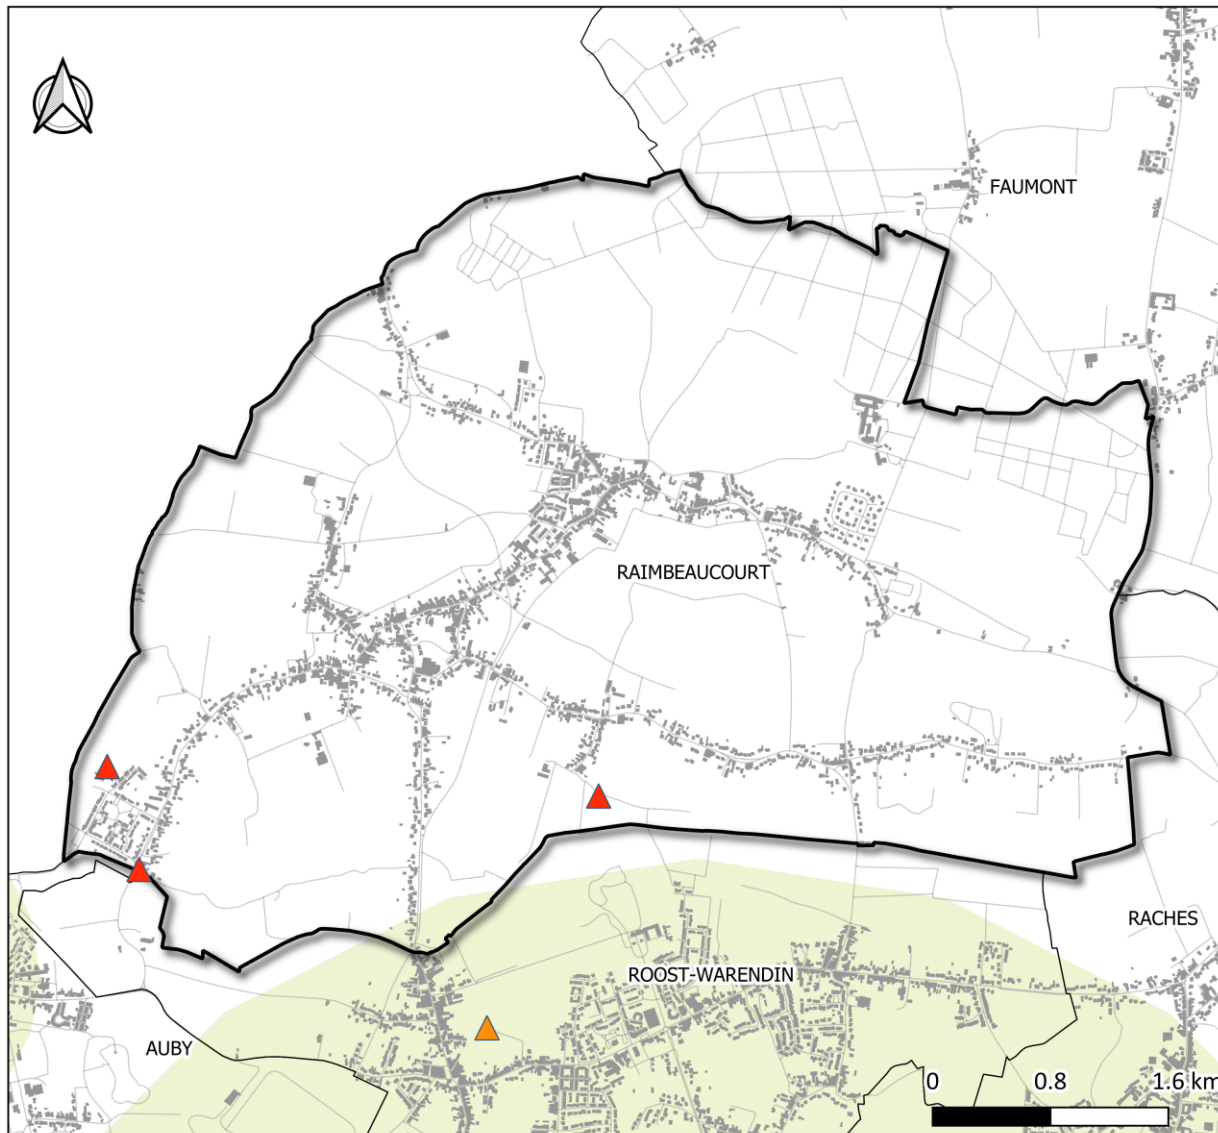 FAUMONT
RAIMBEAUCOURT
RACHES
ROOST-WARENDIN
AUBY
0 0.8 1.6 km